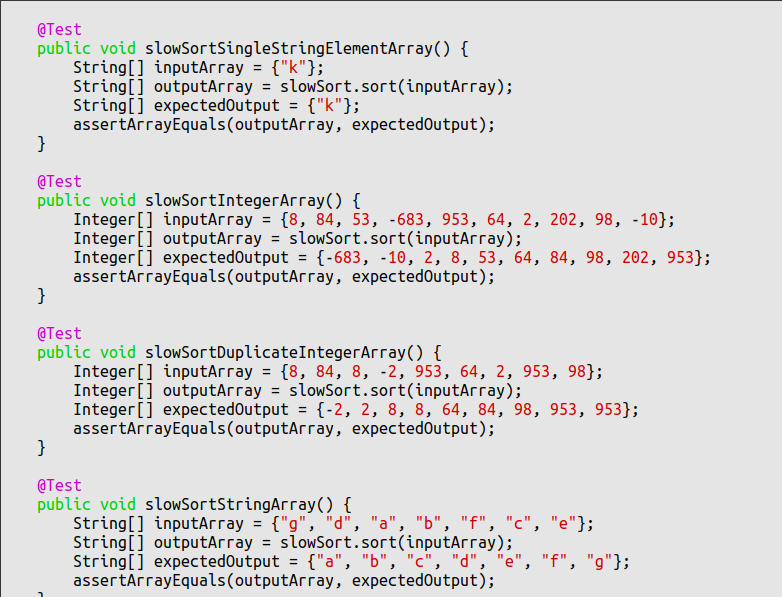 @Test
public void slowSortSingleStringElementArray() {
String[] inputArray = {"k"};
String[] outputArray = slowSort.sort(inputArray);
String[] expectedOutput = {"k"};
assertArrayEquals(outputArray, expectedOutput);
}
@Test
public void slowSortIntegerArray() {
Integer[] inputArray = {8, 84, 53, -683, 953, 64, 2, 202, 98, -10};
Integer[] outputArray = slowSort.sort(inputArray);
Integer[] expectedOutput = {-683, -10, 2, 8, 53, 64, 84, 98, 202, 953};
assertArrayEquals(outputArray, expectedOutput);
}
@Test
public void slowSortDuplicateIntegerArray() {
Integer[] inputArray = {8, 84, 8, -2, 953, 64, 2, 953, 98};
Integer[] outputArray = slowSort.sort(inputArray);
Integer[] expectedOutput = {-2, 2, 8, 8, 64, 84, 98, 953, 953};
assertArrayEquals(outputArray, expectedOutput);
}
@Test
public void slowSortStringArray() {
String[] inputArray = {"g", "d", "a", "b", "f", "c", "e"};
String[] outputArray = slowSort.sort(inputArray);
String[] expectedOutput = {"a", "b", "c", "d", "e", "f", "g"};
assertArrayEquals(outputArray, expectedOutput);
}